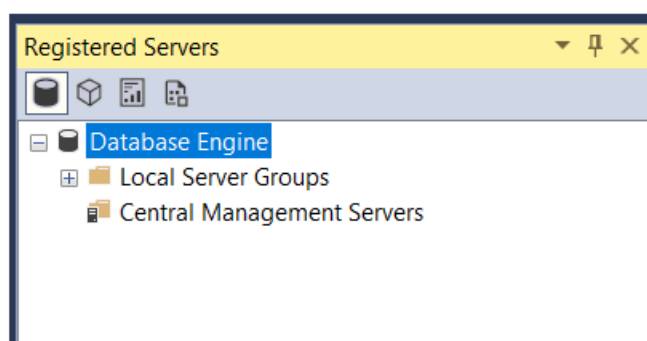 Registered Servers
Database Engine
Local Server Groups
Central Management Servers